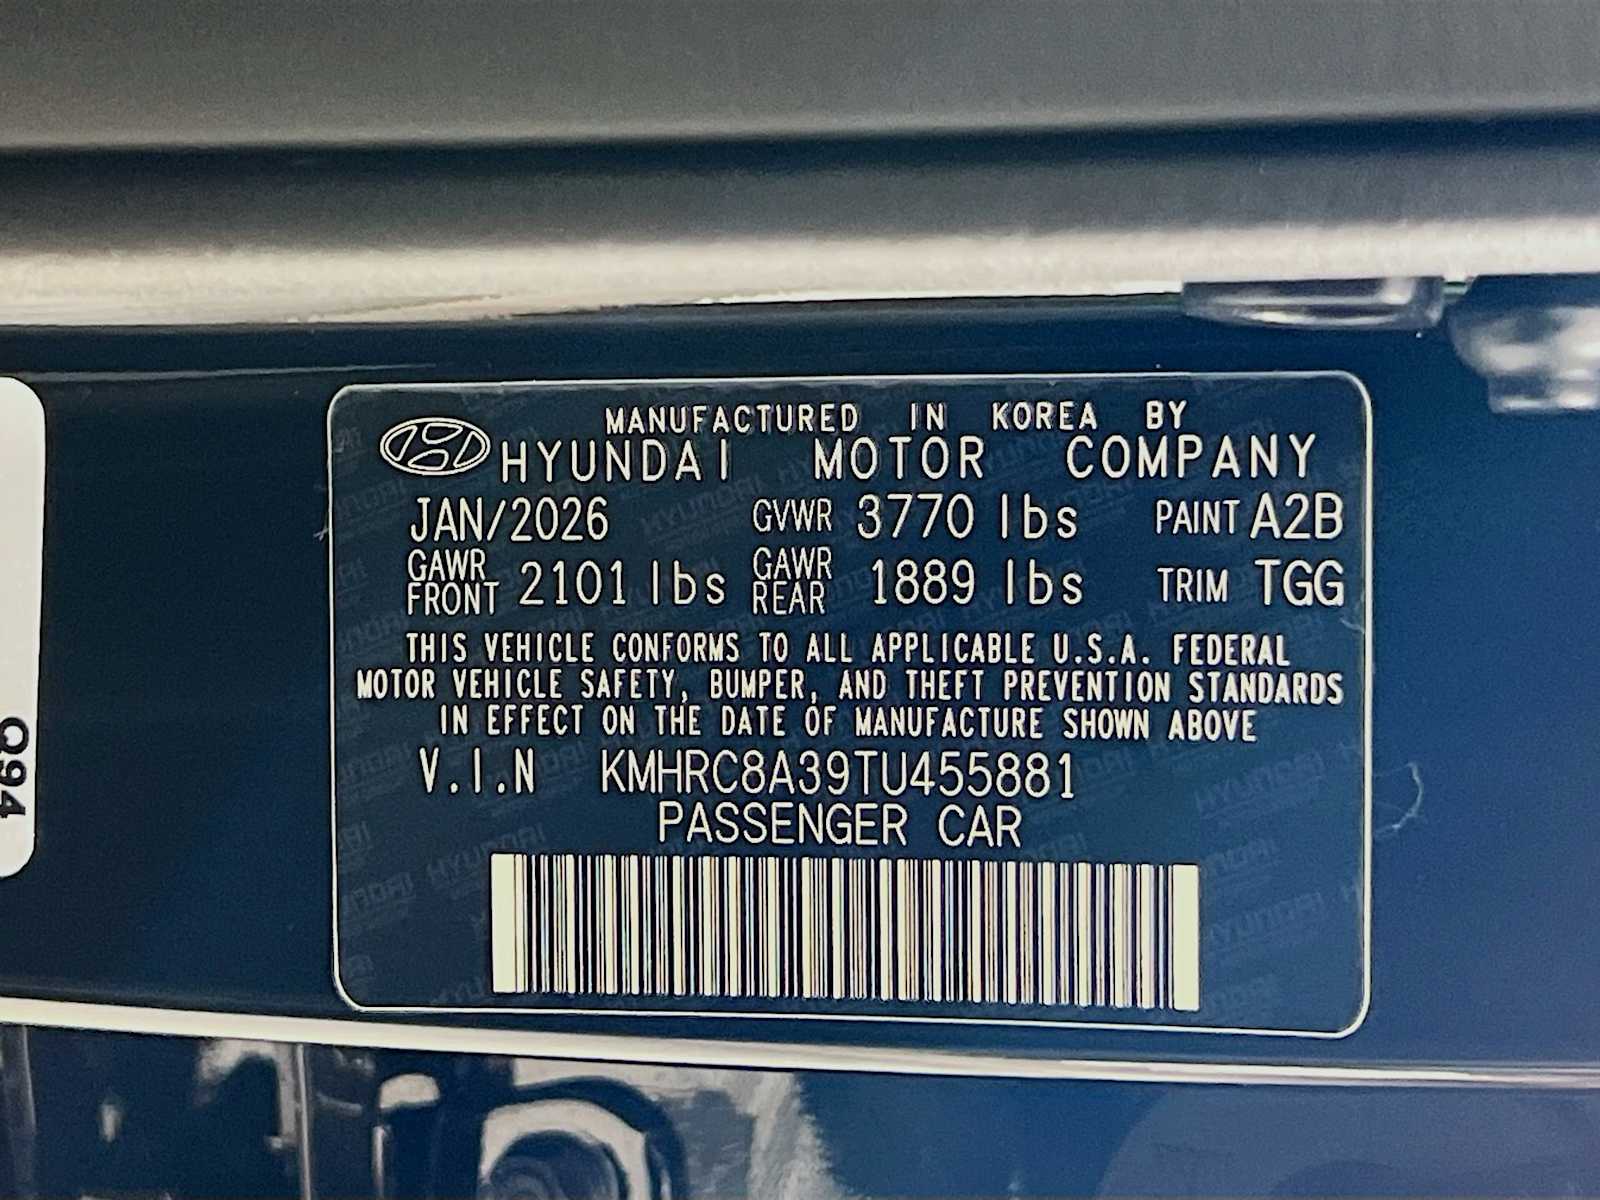 MANUFACTURED IN KOREA BY
HYUNDAI MOTOR COMPANY
JAN/2026 GVWR 3770 lbs PAINT A2B
GAWR FRONT 2101 lbs GAWR REAR 1889 lbs TRIM TGG
THIS VEHICLE CONFORMS TO ALL APPLICABLE U.S.A. FEDERAL
MOTOR VEHICLE SAFETY, BUMPER, AND THEFT PREVENTION STANDARDS
IN EFFECT ON THE DATE OF MANUFACTURE SHOWN ABOVE
V.I.N KMHRC8A39TU455881
PASSENGER CAR